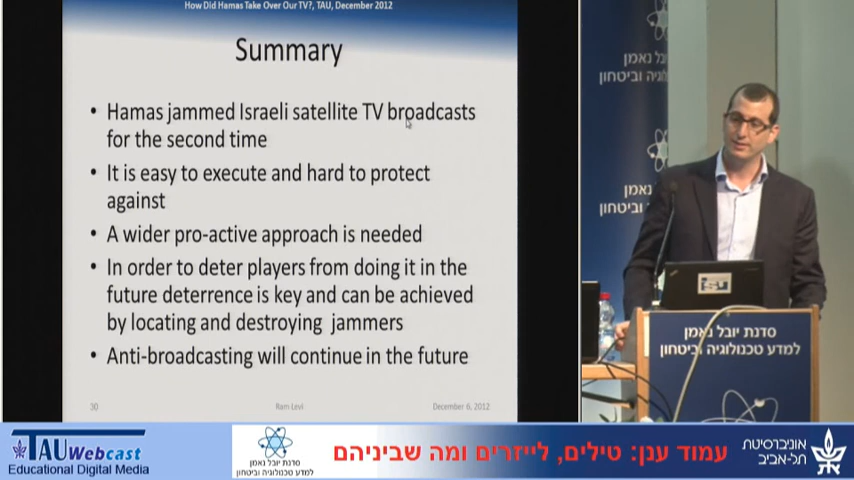 How Did Hamas Take Over Our TV?, TAU, December 2012
Summary
• Hamas jammed Israeli satellite TV broadcasts
for the second time
• It is easy to execute and hard to protect
against
• A wider pro-active approach is needed
• In order to deter players from doing it in the
future deterrence is key and can be achieved
by locating and destroying jammers
• Anti-broadcasting will continue in the future
30
Ram Levi
December 6, 2012
יובל נאמן
וביטחון
נאמן
וביטחון
סדנת יובל נאמן
למדע טכנולוגיה וביטחון
TAU Webcast
Educational Digital Media
סדנת יובל נאמן
למדע טכנולוגיה וביטחון
עמוד ענן: טילים, לייזרים ומה שביניהם
אוניברסיטת
תל-אביב